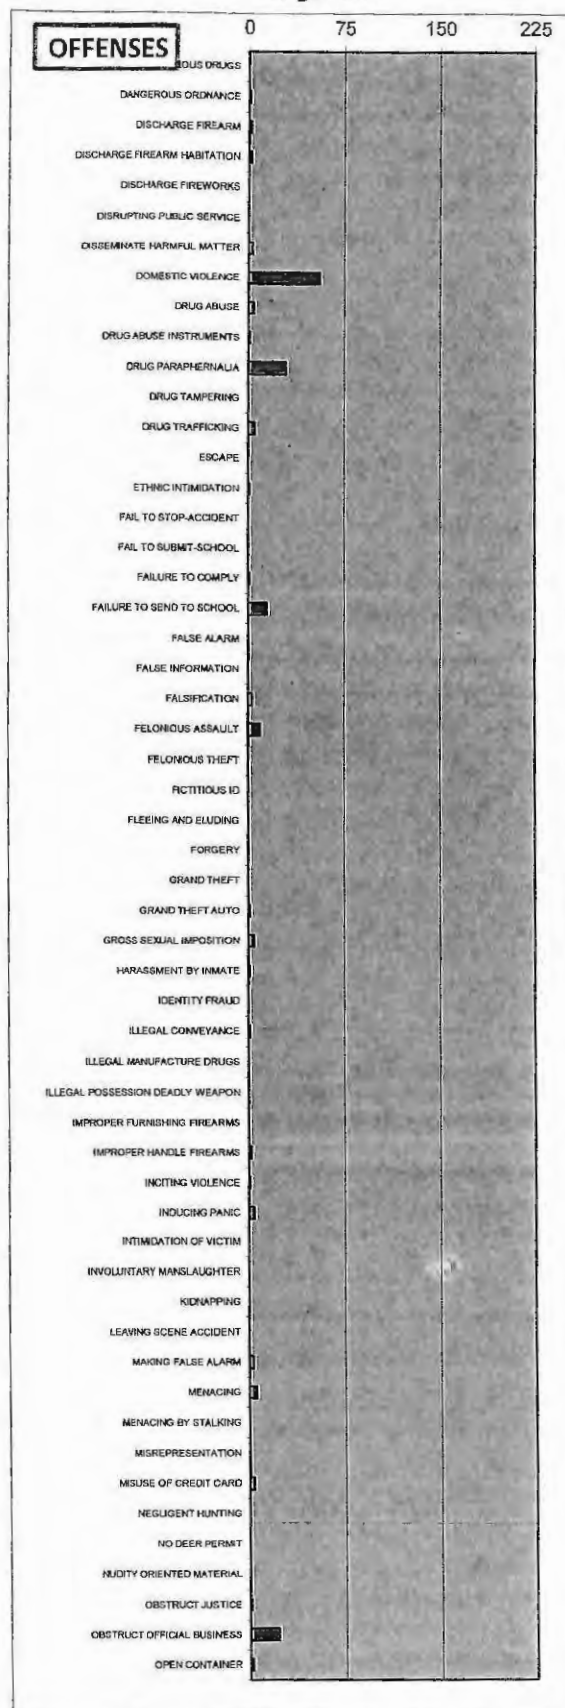 0 75 150 225
OFFENSES
OUS DRUGS
DANGEROUS ORDNANCE
DISCHARGE FIREARM
DISCHARGE FIREARM HABITATION
DISCHARGE FIREWORKS
DISRUPTING PUBLIC SERVICE
DISSEMINATE HARMFUL MATTER
DOMESTIC VIOLENCE
DRUG ABUSE
DRUG ABUSE INSTRUMENTS
DRUG PARAPHERNALIA
DRUG TAMPERING
DRUG TRAFFICKING
ESCAPE
ETHNIC INTIMIDATION
FAIL TO STOP-ACCIDENT
FAIL TO SUBMIT-SCHOOL
FAILURE TO COMPLY
FAILURE TO SEND TO SCHOOL
FALSE ALARM
FALSE INFORMATION
FALSIFICATION
FELONIOUS ASSAULT
FELONIOUS THEFT
FICTITIOUS ID
FLEEING AND ELUDING
FORGERY
GRAND THEFT
GRAND THEFT AUTO
GROSS SEXUAL IMPOSITION
HARASSMENT BY INMATE
IDENTITY FRAUD
ILLEGAL CONVEYANCE
ILLEGAL MANUFACTURE DRUGS
ILLEGAL POSSESSION DEADLY WEAPON
IMPROPER FURNISHING FIREARMS
IMPROPER HANDLE FIREARMS
INCITING VIOLENCE
INDUCING PANIC
INTIMIDATION OF VICTIM
INVOLUNTARY MANSLAUGHTER
KIDNAPPING
LEAVING SCENE ACCIDENT
MAKING FALSE ALARM
MENACING
MENACING BY STALKING
MISREPRESENTATION
MISUSE OF CREDIT CARD
NEGLIGENT HUNTING
NO DEER PERMIT
NUDITY ORIENTED MATERIAL
OBSTRUCT JUSTICE
OBSTRUCT OFFICIAL BUSINESS
OPEN CONTAINER